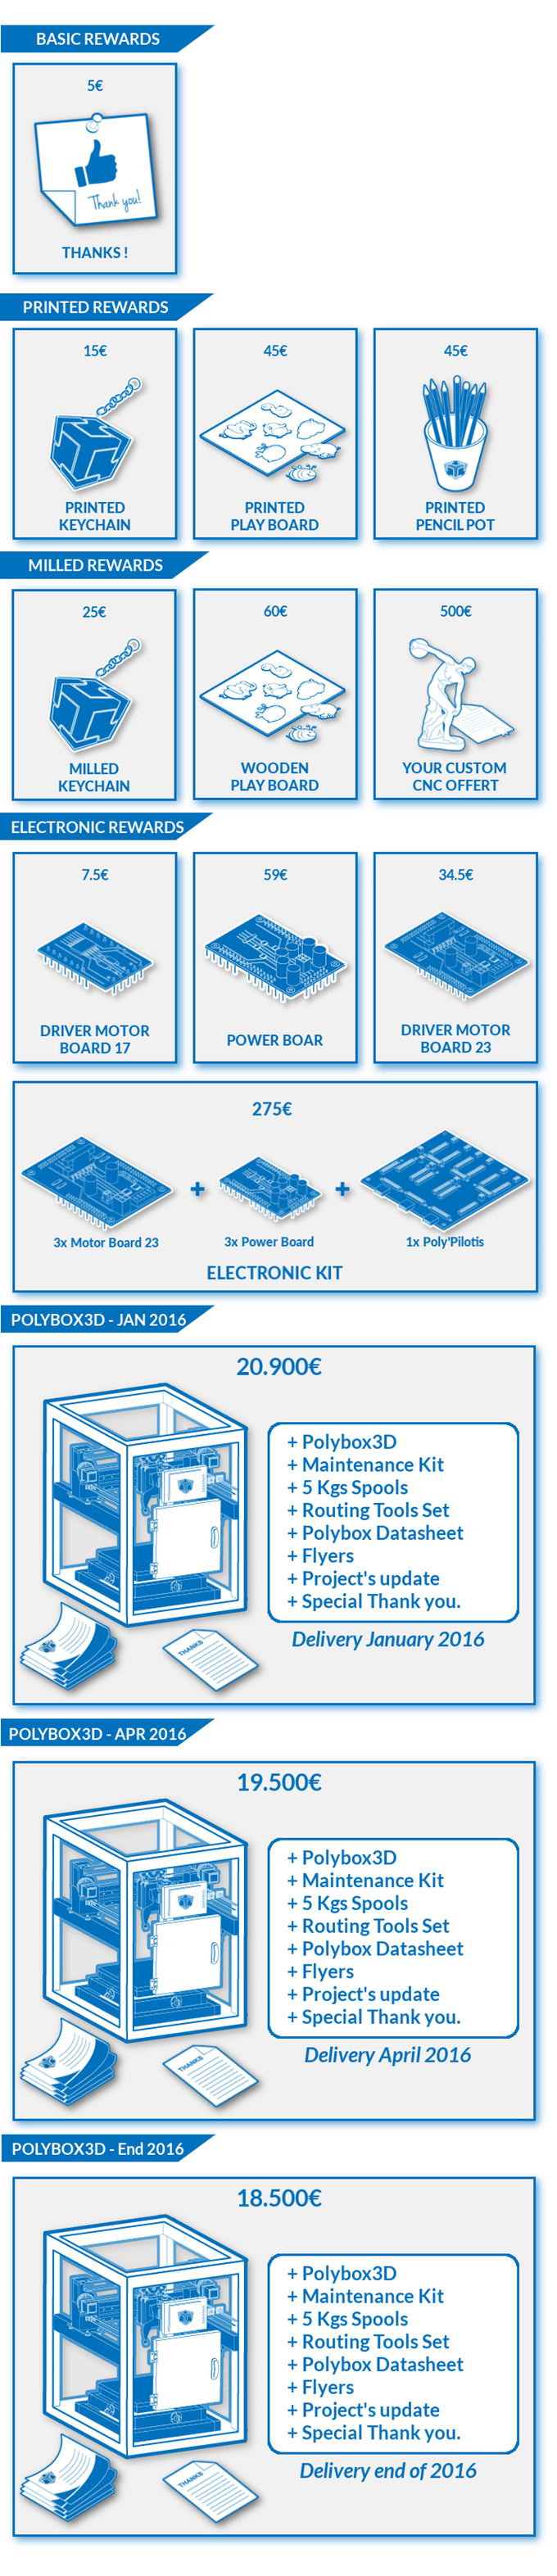 BASIC REWARDS
5€
Thank you!
THANKS !
PRINTED REWARDS
15€
PRINTED
KEYCHAIN
45€
PRINTED
PLAY BOARD
45€
PRINTED
PENCIL POT
MILLED REWARDS
25€
MILLED
KEYCHAIN
60€
WOODEN
PLAY BOARD
500€
YOUR CUSTOM
CNC OFFERT
ELECTRONIC REWARDS
7.5€
DRIVER MOTOR
BOARD 17
59€
POWER BOAR
34.5€
DRIVER MOTOR
BOARD 23
275€
+ +
3x Motor Board 23
3x Power Board
1x Poly'Pilotis
ELECTRONIC KIT
POLYBOX3D - JAN 2016
20.900€
+ Polybox3D
+ Maintenance Kit
+ 5 Kgs Spools
+ Routing Tools Set
+ Polybox Datasheet
+ Flyers
+ Project's update
+ Special Thank you.
Delivery January 2016
THANKS
POLYBOX3D - APR 2016
19.500€
+ Polybox3D
+ Maintenance Kit
+ 5 Kgs Spools
+ Routing Tools Set
+ Polybox Datasheet
+ Flyers
+ Project's update
+ Special Thank you.
Delivery April 2016
THANKS
POLYBOX3D - End 2016
18.500€
+ Polybox3D
+ Maintenance Kit
+ 5 Kgs Spools
+ Routing Tools Set
+ Polybox Datasheet
+ Flyers
+ Project's update
+ Special Thank you.
Delivery end of 2016
THANKS